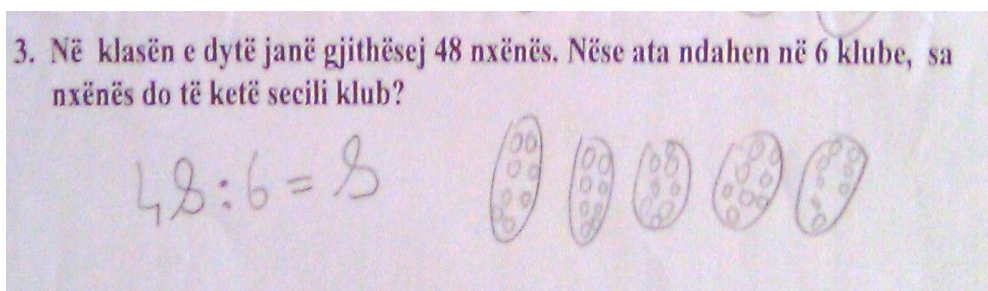 3. Në klasën e dytë janë gjithësej 48 nxënës. Nëse ata ndahen në 6 klube, sa
nxënës do të ketë secili klub?
48:6=8